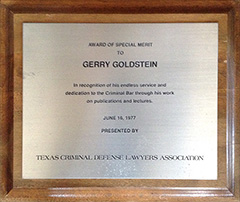 AWARD OF SPECIAL MERIT
TO
GERRY GOLDSTEIN
In recognition of his endless service and
dedication to the Criminal Bar through his work
on publications and lectures.
JUNE 16, 1977
PRESENTED BY
TEXAS CRIMINAL DEFENSE LAWYERS ASSOCIATION